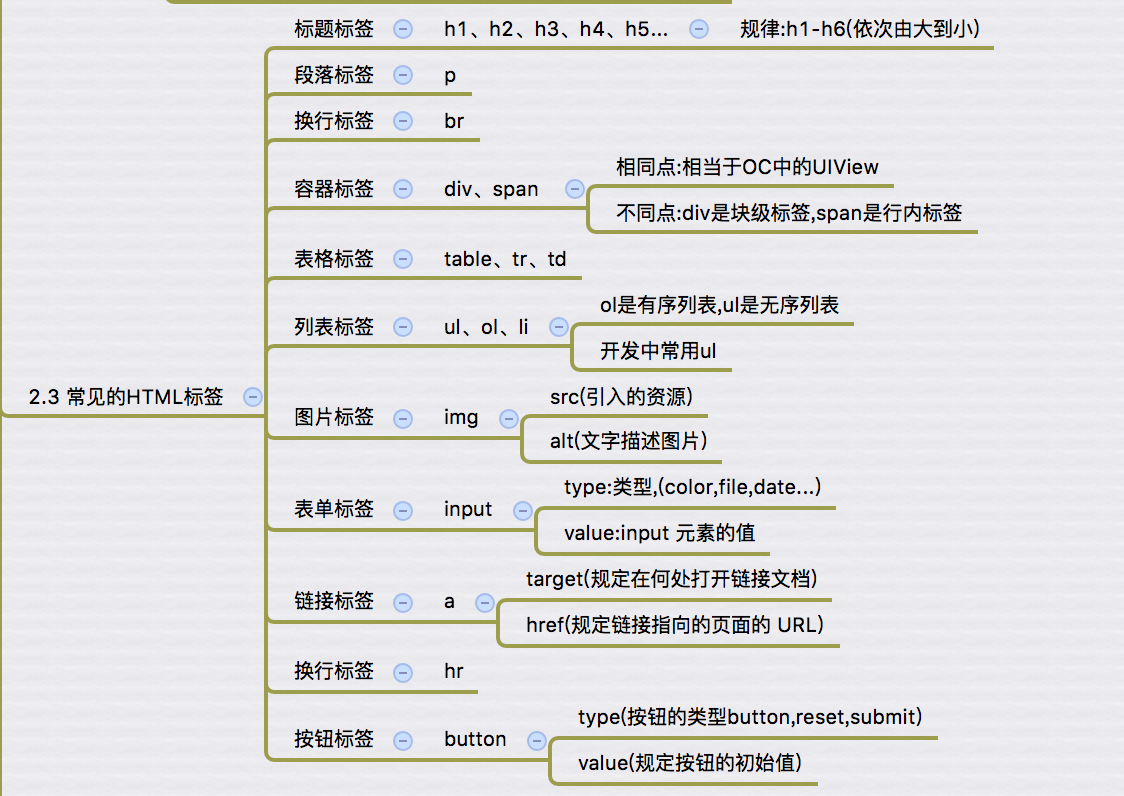 标题标签 h1、h2、h3、h4、h5... 规律:h1-h6(依次由大到小)
段落标签 p
换行标签 br
容器标签 div、span
相同点:相当于OC中的UIView
不同点:div是块级标签,span是行内标签
表格标签 table、tr、td
列表标签 ul、ol、li
ol是有序列表,ul是无序列表
开发中常用ul
2.3 常见的HTML标签
图片标签 img
src(引入的资源)
alt(文字描述图片)
表单标签 input
type:类型,(color,file,date...)
value:input 元素的值
链接标签 a
target(规定在何处打开链接文档)
href(规定链接指向的页面的 URL)
换行标签 hr
按钮标签 button
type(按钮的类型button,reset,submit)
value(规定按钮的初始值)